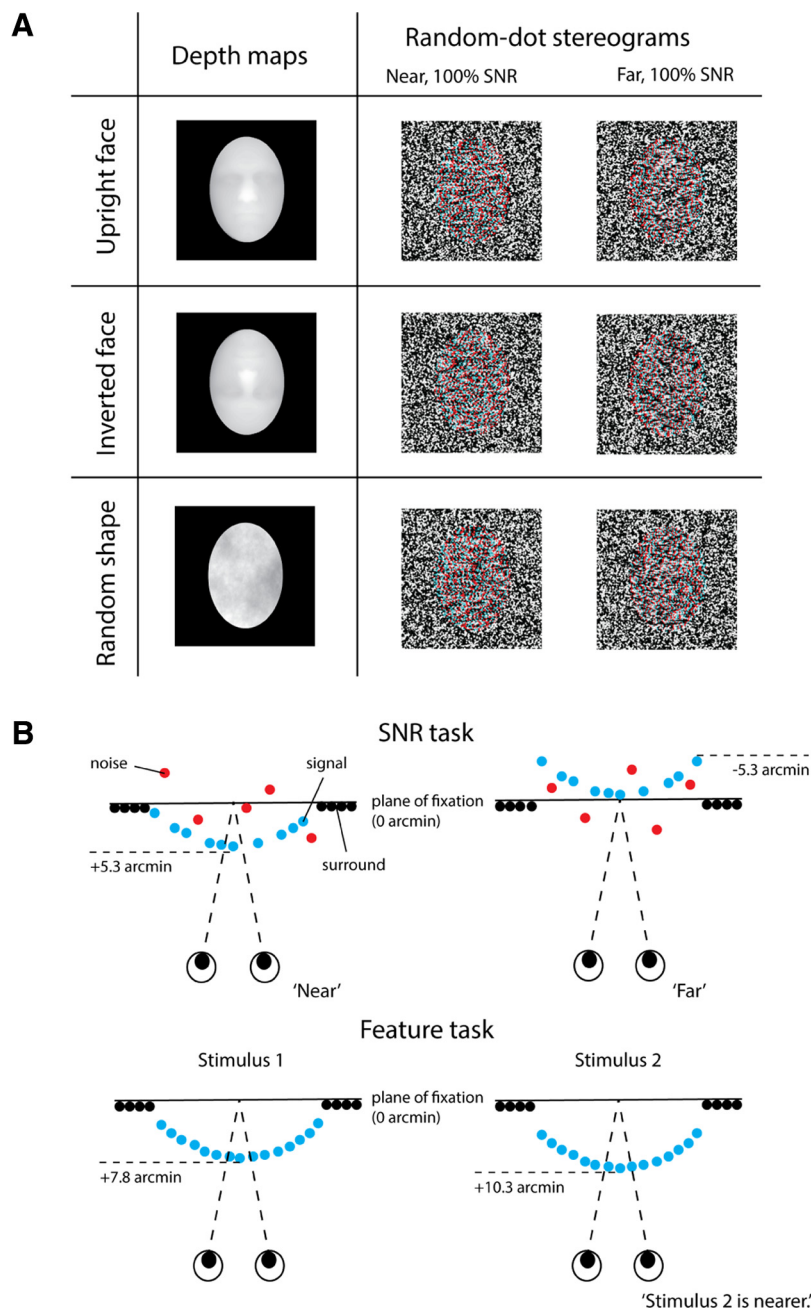 A
Depth maps
Random-dot stereograms
Near, 100% SNR
Far, 100% SNR
Upright face
Inverted face
Random shape
B
SNR task
noise
signal
plane of fixation
(0 arcmin)
-5.3 arcmin
+5.3 arcmin
surround
'Near'
'Far'
Feature task
Stimulus 1
Stimulus 2
plane of fixation
(0 arcmin)
+7.8 arcmin
+10.3 arcmin
'Stimulus 2 is nearer.'